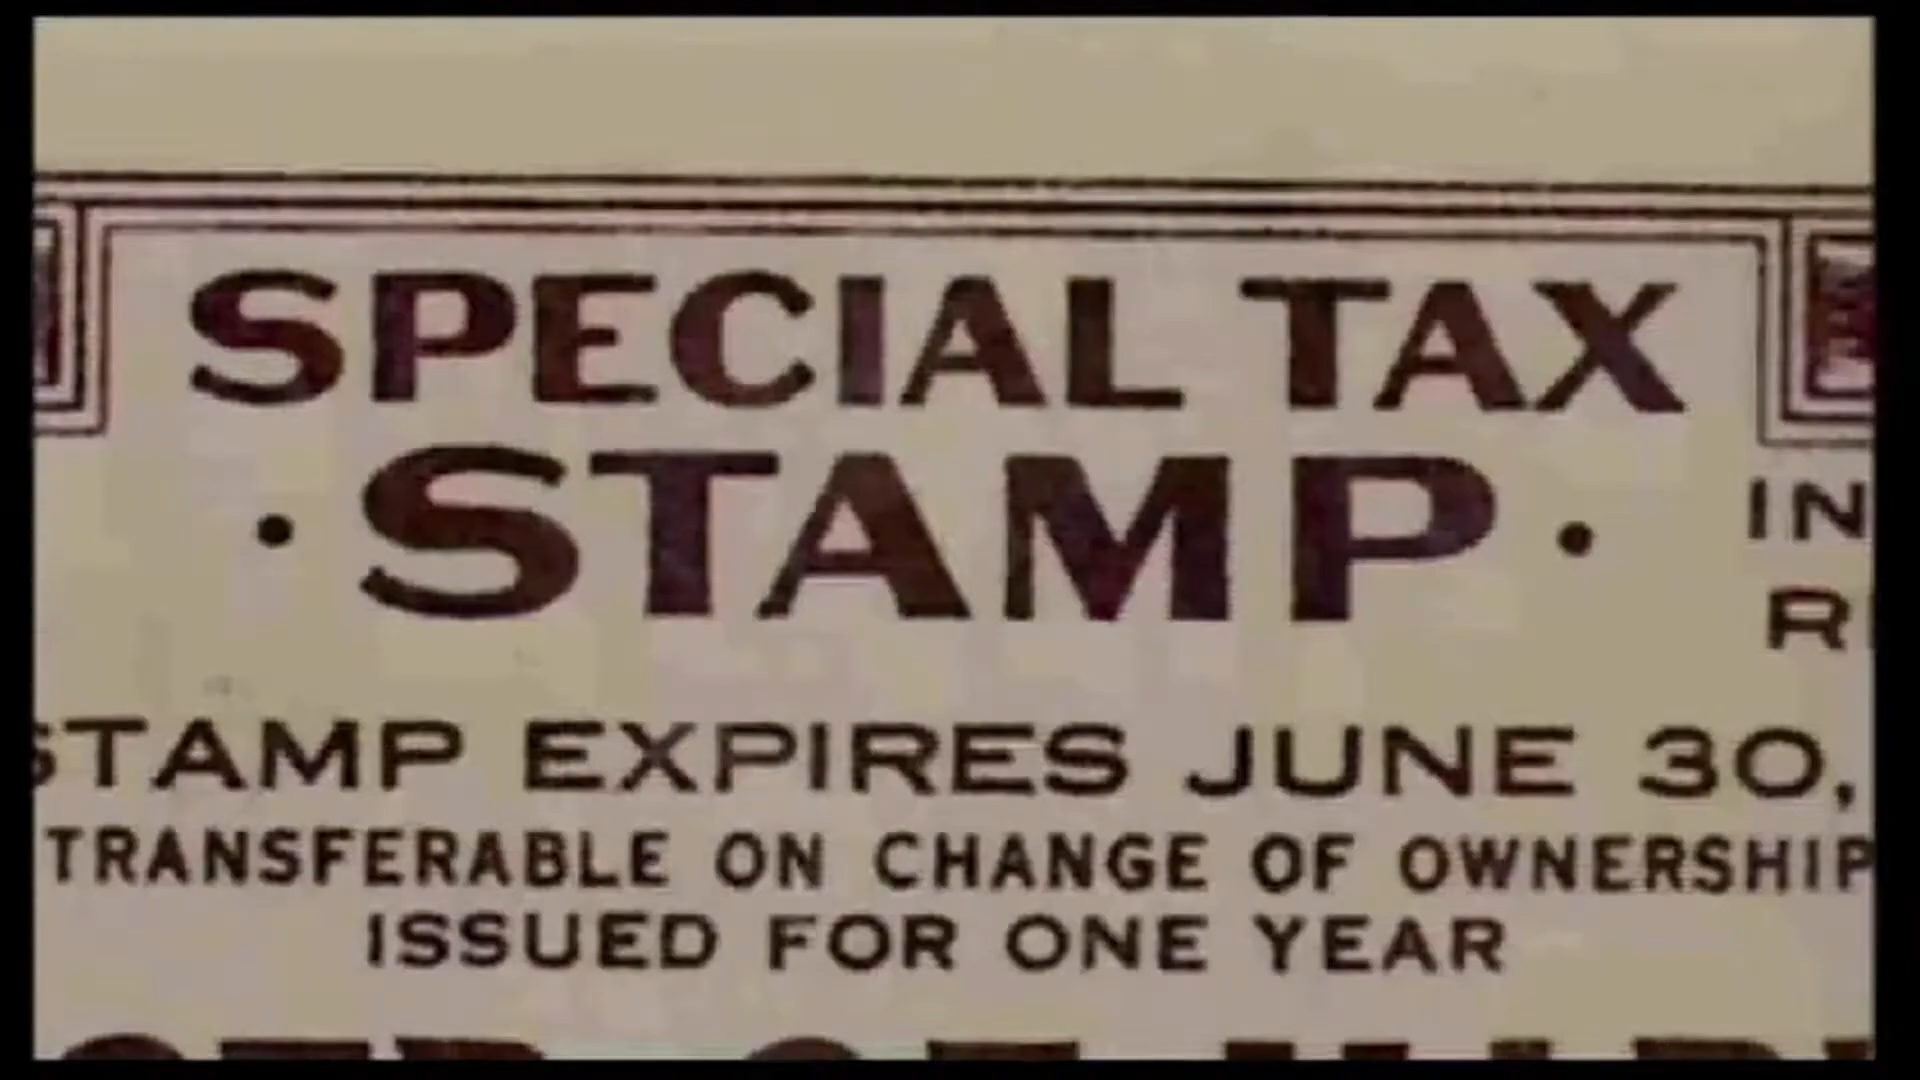 SPECIAL TAX
· STAMP ·
IN
STAMP EXPIRES JUNE 30,
TRANSFERABLE ON CHANGE OF OWNERSHIP
ISSUED FOR ONE YEAR